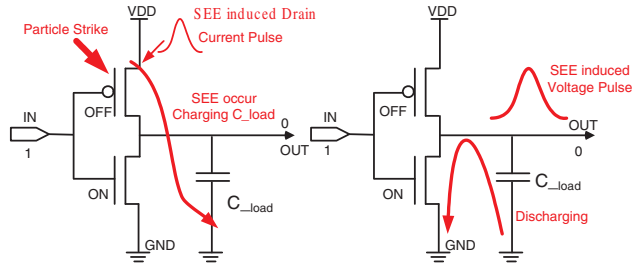 SEE induced Drain
Current Pulse
VDD
Particle Strike
IN
1
OFF
ON
SEE occur
Charging C_load
0
OUT
C_load
GND
VDD
SEE induced
Voltage Pulse
IN
1
OFF
ON
OUT
0
C_load
Discharging
GND